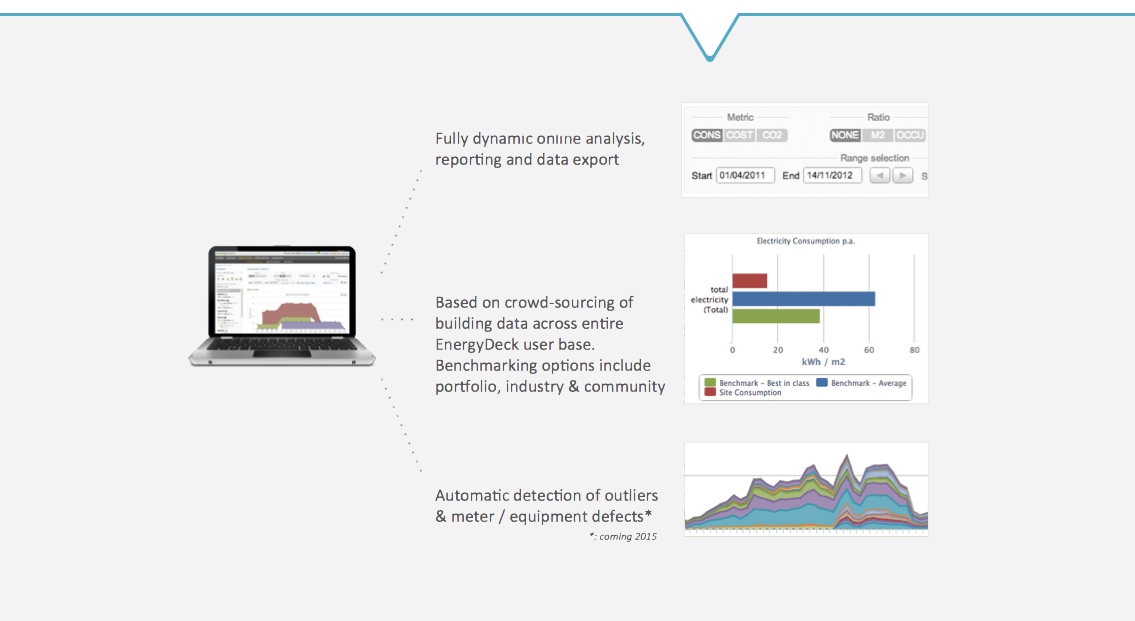 Fully dynamic online analysis,
reporting and data export
Metric
Ratio
CONS COST CO2
NONE M2 OCCU
Range selection
Start 01/04/2011 End 14/11/2012
S
Based on crowd-sourcing of
building data across entire
EnergyDeck user base.
Benchmarking options include
portfolio, industry & community
Electricity Consumption p.a.
total
electricity
(Total)
0 20 40 60 80
kWh / m2
Benchmark - Best in class Benchmark - Average
Site Consumption
Automatic detection of outliers
& meter / equipment defects*
*: coming 2015